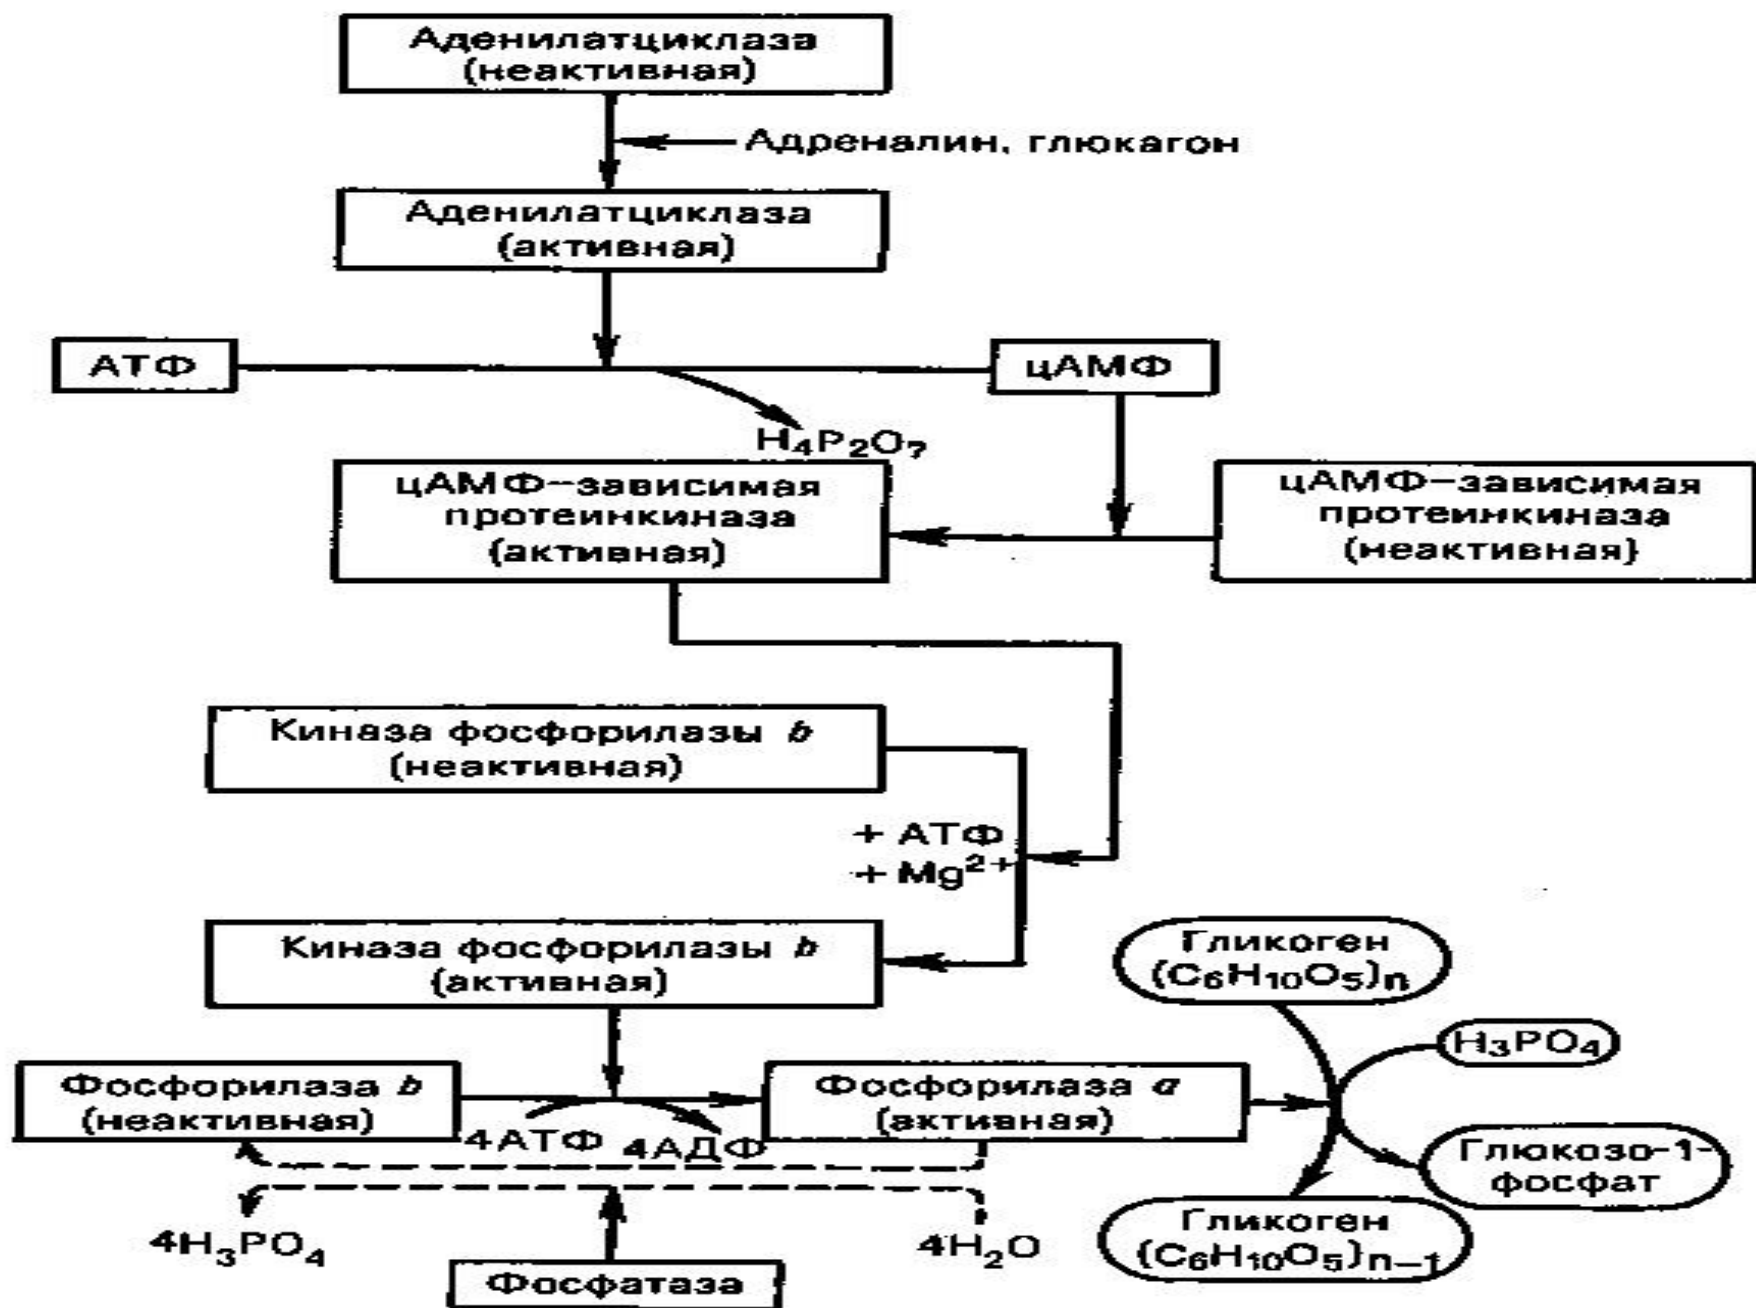 Аденилатциклаза
(неактивная)
Адреналин, глюкагон
Аденилатциклаза
(активная)
АТФ
цАМФ
H₄P₂O₇
цАМФ-зависимая
протеинкиназа
(активная)
цАМФ-зависимая
протеинкиназа
(неактивная)
Киназа фосфорилазы b
(неактивная)
+ АТФ
+ Mg²⁺
Киназа фосфорилазы b
(активная)
Гликоген
(C₆H₁₀O₅)n
H₃PO₄
Фосфорилаза b
(неактивная)
4АТФ
4АДФ
Фосфорилаза a
(активная)
Глюкозо-1-
фосфат
4H₃PO₄
4H₂O
Гликоген
(C₆H₁₀O₅)n–1
Фосфатаза